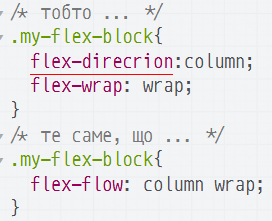 /* тобто ... */
.my-flex-block{
flex-direcrion:column;
flex-wrap: wrap;
}
/* те саме, що ... */
.my-flex-block{
flex-flow: column wrap;
}